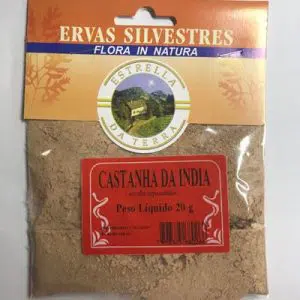 ERVAS SILVESTRES
FLORA IN NATURA
ESTRELLA
DA TERRA
CASTANHA DA INDIA
Peso Líquido 20 g